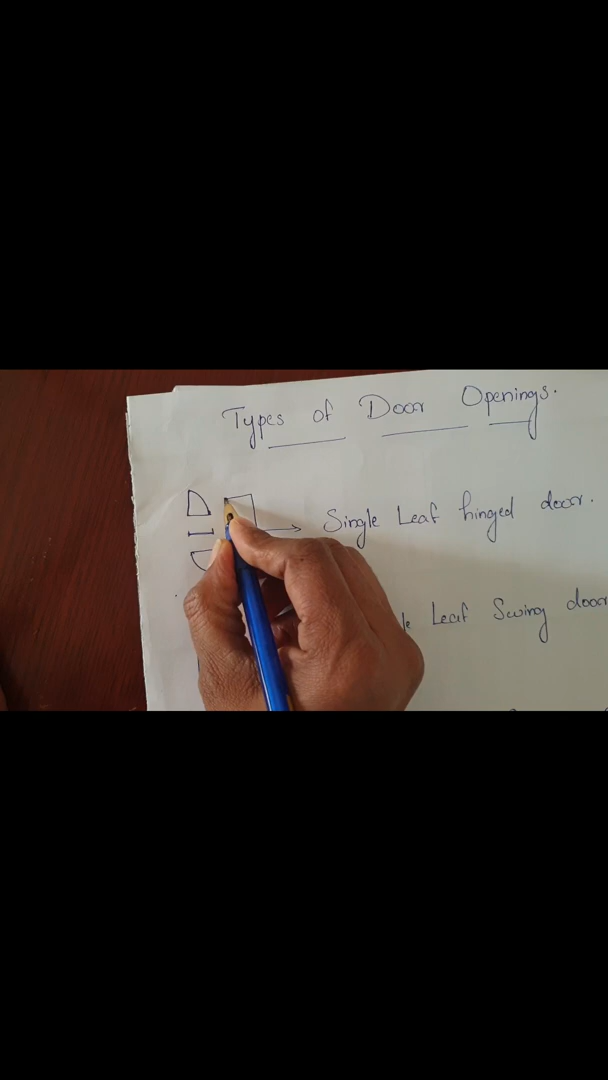 Types of Door Openings.
Single Leaf hinged door.
Leaf Swing door